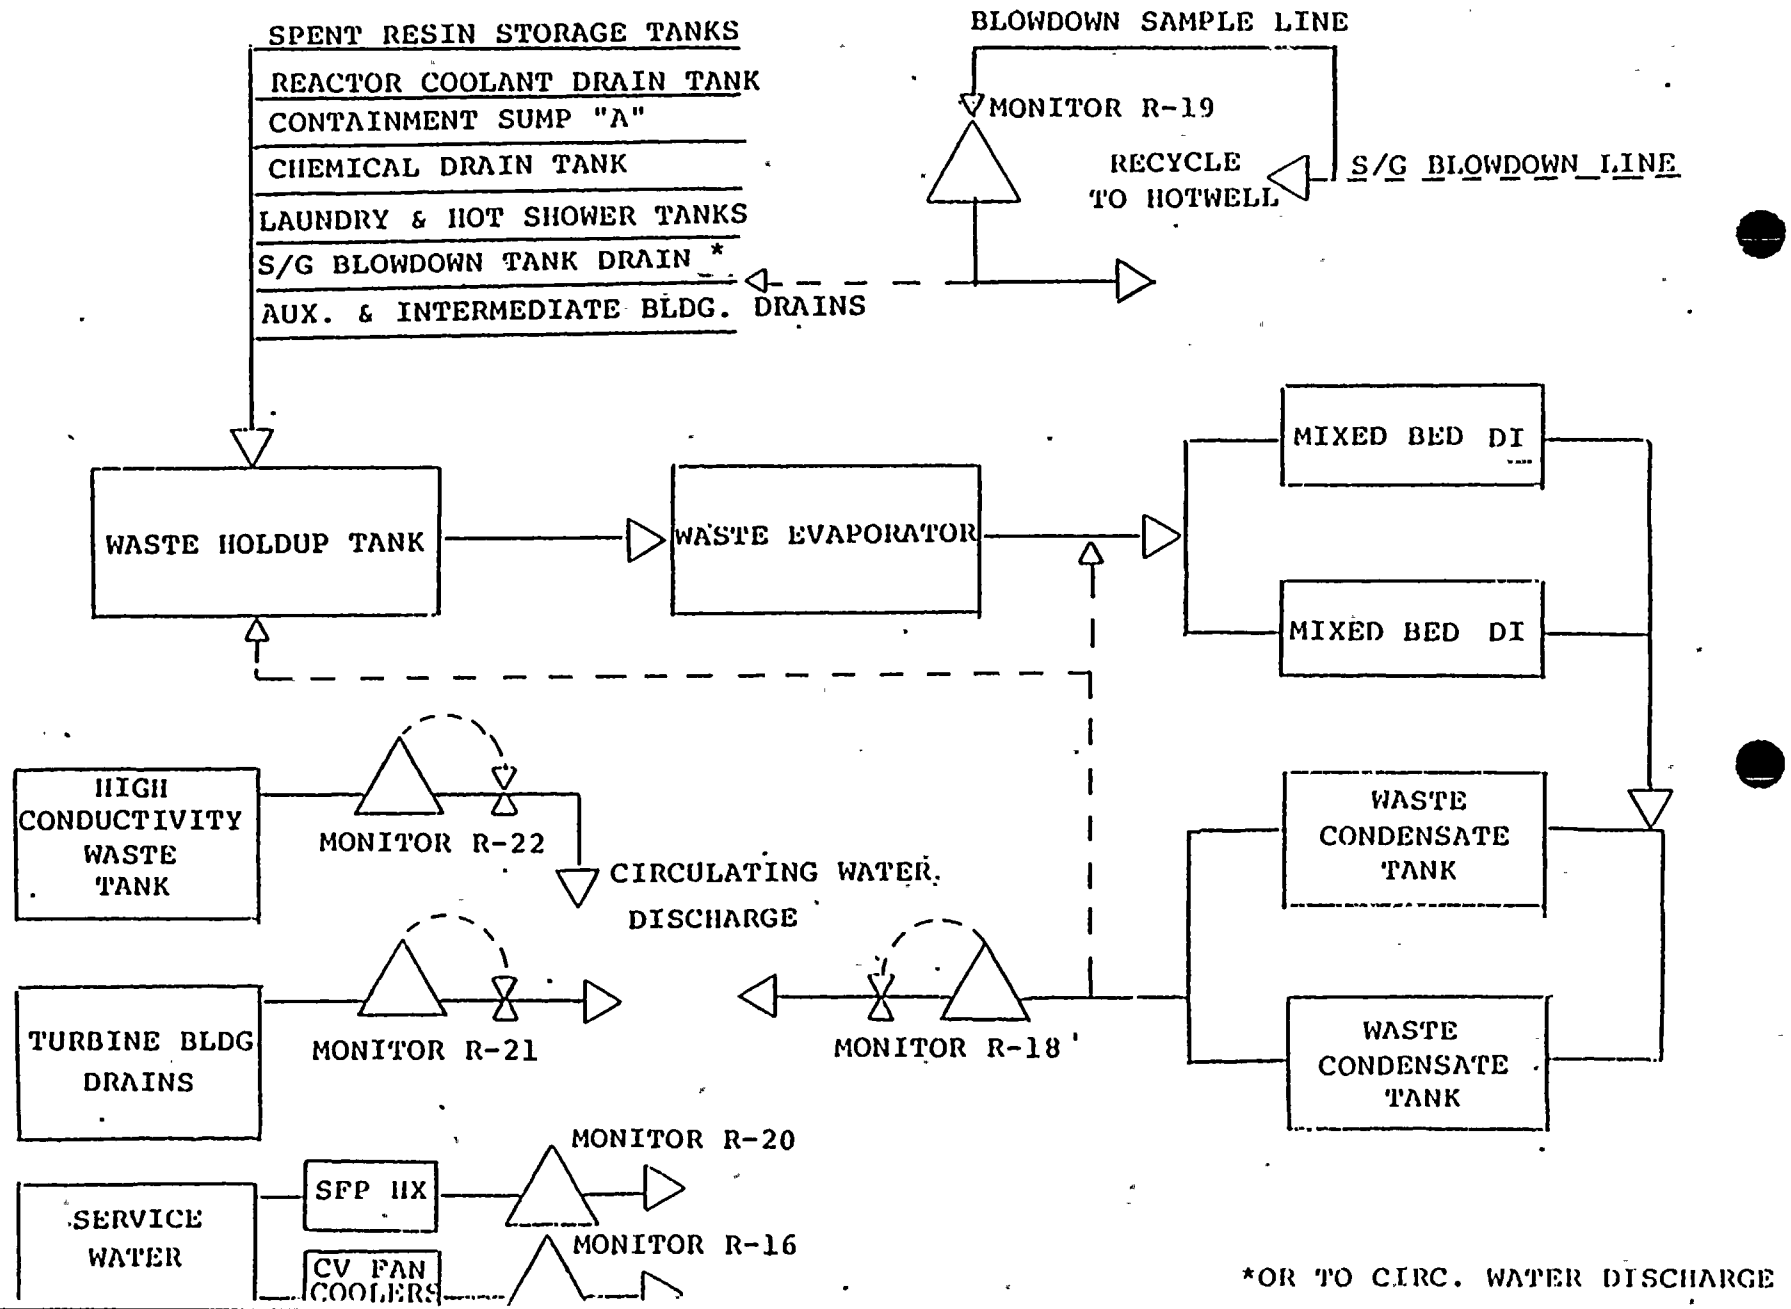 SPENT RESIN STORAGE TANKS
REACTOR COOLANT DRAIN TANK
CONTAINMENT SUMP "A"
CHEMICAL DRAIN TANK
LAUNDRY & HOT SHOWER TANKS
S/G BLOWDOWN TANK DRAIN *
AUX. & INTERMEDIATE BLDG. DRAINS
BLOWDOWN SAMPLE LINE
MONITOR R-19
RECYCLE
TO HOTWELL
S/G BLOWDOWN LINE
WASTE HOLDUP TANK
WASTE EVAPORATOR
MIXED BED DI
MIXED BED DI
HIGH
CONDUCTIVITY
WASTE
TANK
MONITOR R-22
CIRCULATING WATER
DISCHARGE
WASTE
CONDENSATE
TANK
TURBINE BLDG
DRAINS
MONITOR R-21
MONITOR R-18
WASTE
CONDENSATE
TANK
SERVICE
WATER
SFP HX
MONITOR R-20
CV FAN
COOLERS
MONITOR R-16
*OR TO CIRC. WATER DISCHARGE